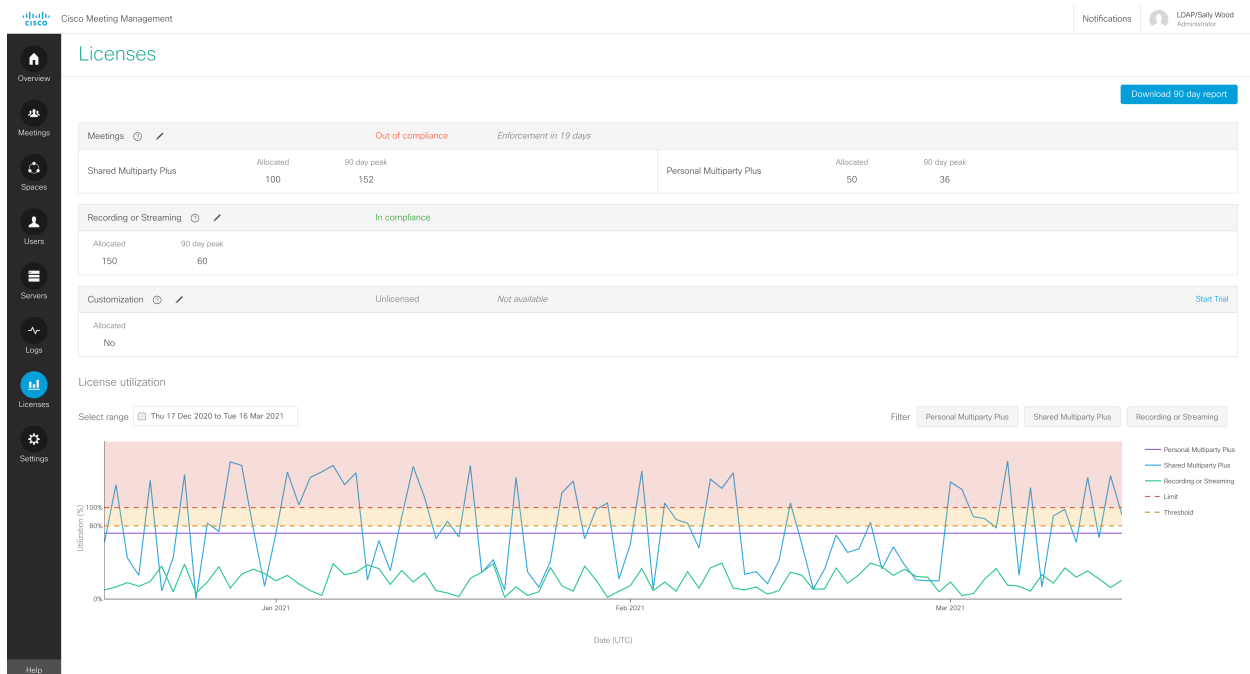 CISCO
Cisco Meeting Management
Notifications
LDAP/Sally Wood
Administrator
Overview
Meetings
Spaces
Users
Servers
Logs
Licenses
Settings
Help
Licenses
Download 90 day report
Meetings ? Out of compliance Enforcement in 19 days
Shared Multiparty Plus
Allocated 90 day peak
100 152
Personal Multiparty Plus
Allocated 90 day peak
50 36
Recording or Streaming ? In compliance
Allocated 90 day peak
150 60
Customization ? Unlicensed Not available Start Trial
Allocated
No
License utilization
Select range Thu 17 Dec 2020 to Tue 16 Mar 2021
Filter Personal Multiparty Plus Shared Multiparty Plus Recording or Streaming
Utilization (%)
100%
80%
0%
Jan 2021 Feb 2021 Mar 2021
Date (UTC)
Personal Multiparty Plus
Shared Multiparty Plus
Recording or Streaming
Limit
Threshold